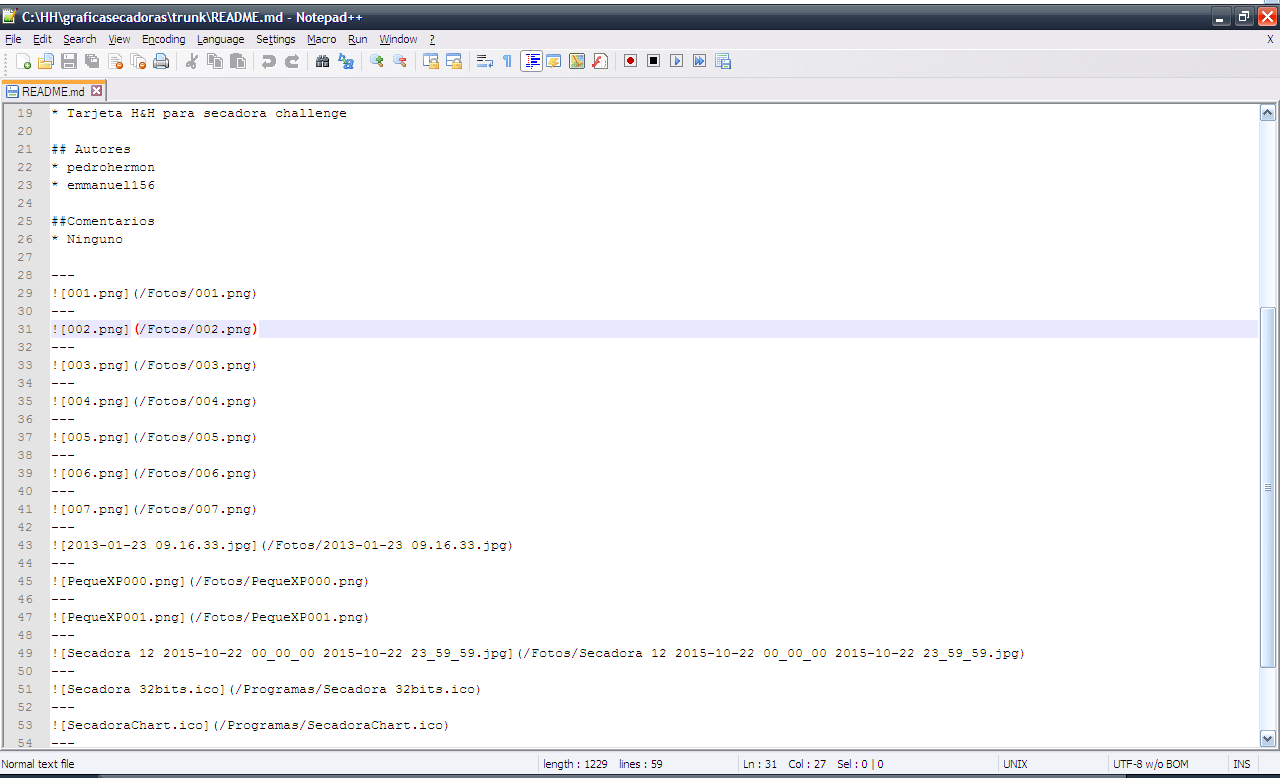 C:\HH\graficasecadoras\trunk\README.md - Notepad++
File Edit Search View Encoding Language Settings Macro Run Window ? X
README.md
19 * Tarjeta H&H para secadora challenge
20
21 ## Autores
22 * pedrohermon
23 * emmanuel156
24
25 ##Comentarios
26 * Ninguno
27
28 ---
29 ![001.png](/Fotos/001.png)
30 ---
31 ![002.png](/Fotos/002.png)
32 ---
33 ![003.png](/Fotos/003.png)
34 ---
35 ![004.png](/Fotos/004.png)
36 ---
37 ![005.png](/Fotos/005.png)
38 ---
39 ![006.png](/Fotos/006.png)
40 ---
41 ![007.png](/Fotos/007.png)
42 ---
43 ![2013-01-23 09.16.33.jpg](/Fotos/2013-01-23 09.16.33.jpg)
44 ---
45 ![PequeXP000.png](/Fotos/PequeXP000.png)
46 ---
47 ![PequeXP001.png](/Fotos/PequeXP001.png)
48 ---
49 ![Secadora 12 2015-10-22 00_00_00 2015-10-22 23_59_59.jpg](/Fotos/Secadora 12 2015-10-22 00_00_00 2015-10-22 23_59_59.jpg)
50 ---
51 ![Secadora 32bits.ico](/Programas/Secadora 32bits.ico)
52 ---
53 ![SecadoraChart.ico](/Programas/SecadoraChart.ico)
54 ---
Normal text file length : 1229 lines : 59 Ln : 31 Col : 27 Sel : 0 | 0 UNIX UTF-8 w/o BOM INS